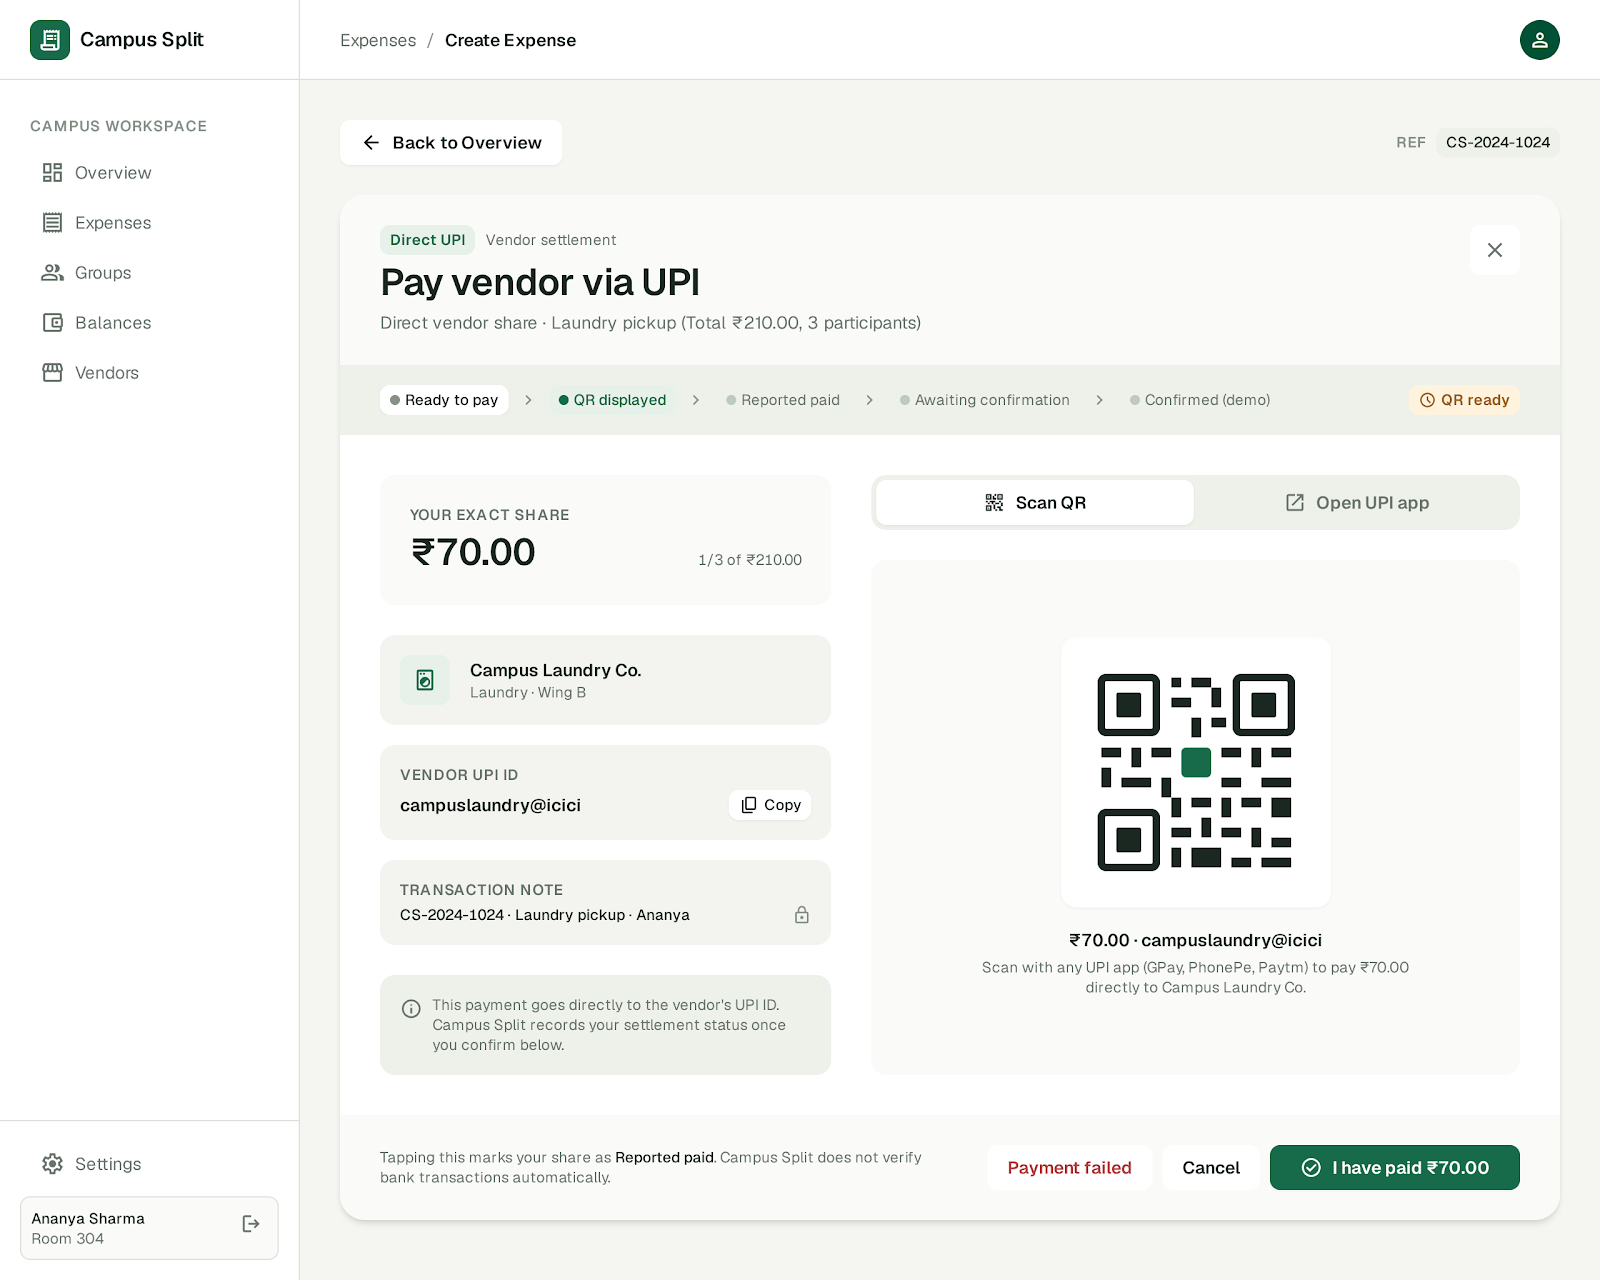 Campus Split
Expenses / Create Expense
CAMPUS WORKSPACE
Overview
Expenses
Groups
Balances
Vendors
Settings
Ananya Sharma
Room 304
Back to Overview
REF CS-2024-1024
Direct UPI Vendor settlement
Pay vendor via UPI
Direct vendor share · Laundry pickup (Total ₹210.00, 3 participants)
Ready to pay
QR displayed
Reported paid
Awaiting confirmation
Confirmed (demo)
QR ready
YOUR EXACT SHARE
₹70.00
1/3 of ₹210.00
Campus Laundry Co.
Laundry · Wing B
VENDOR UPI ID
campuslaundry@icici
Copy
TRANSACTION NOTE
CS-2024-1024 · Laundry pickup · Ananya
This payment goes directly to the vendor's UPI ID.
Campus Split records your settlement status once
you confirm below.
Scan QR
Open UPI app
₹70.00 · campuslaundry@icici
Scan with any UPI app (GPay, PhonePe, Paytm) to pay ₹70.00
directly to Campus Laundry Co.
Tapping this marks your share as Reported paid. Campus Split does not verify
bank transactions automatically.
Payment failed
Cancel
I have paid ₹70.00